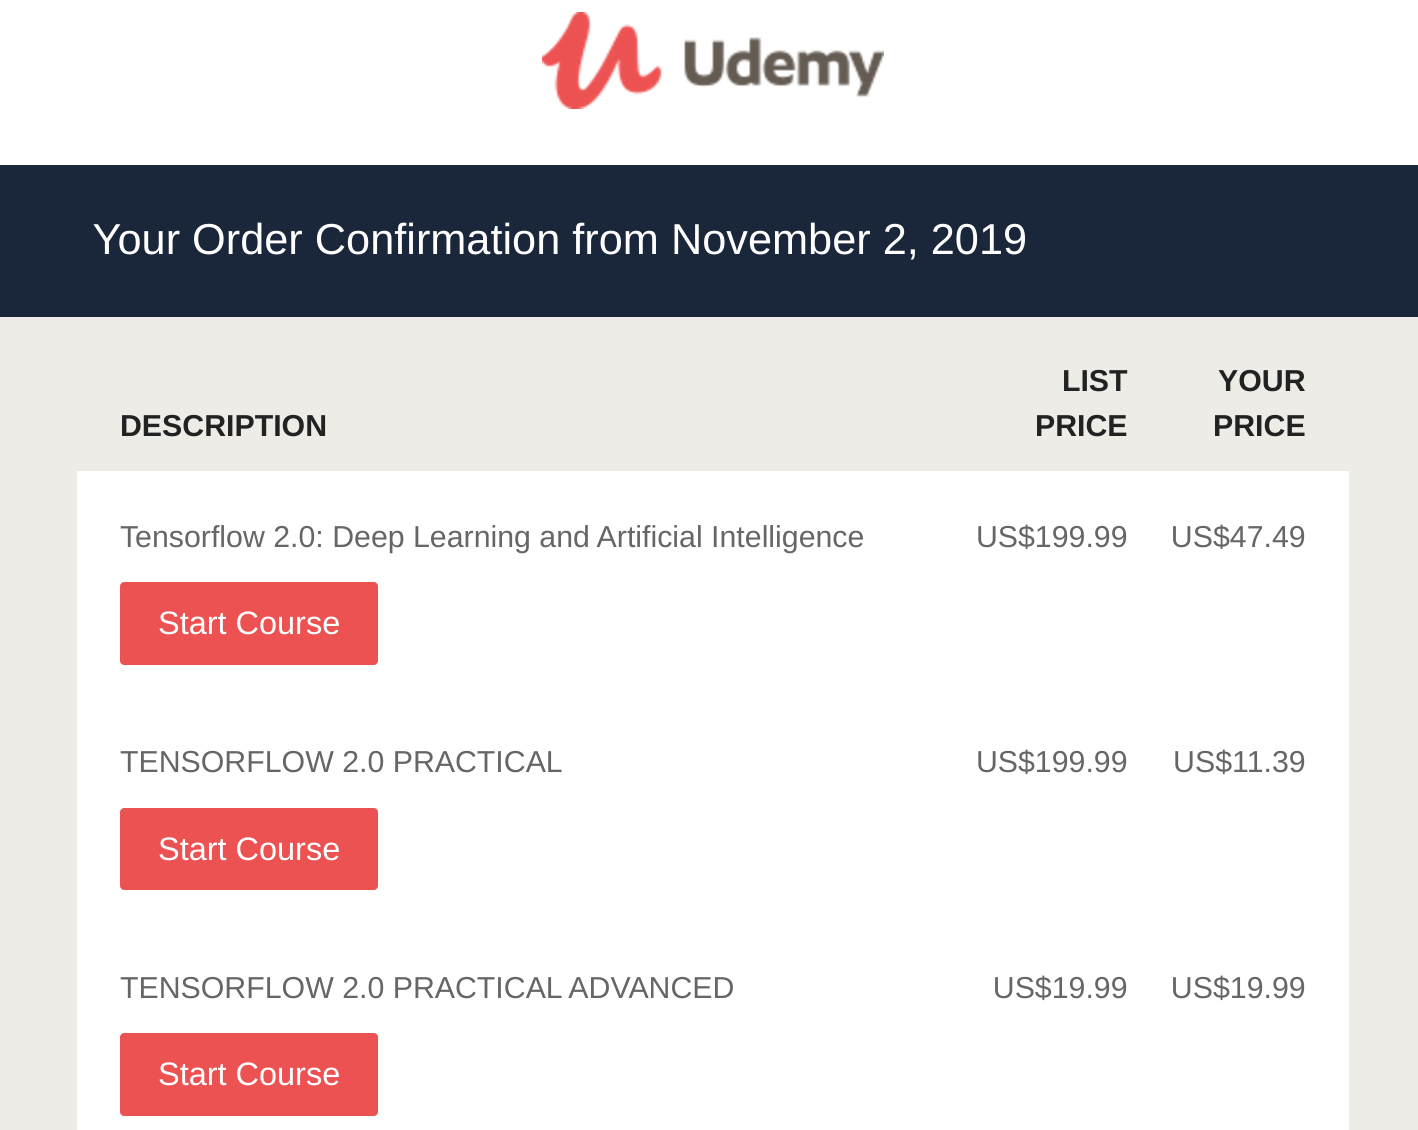 Udemy
Your Order Confirmation from November 2, 2019
DESCRIPTION LIST PRICE YOUR PRICE
Tensorflow 2.0: Deep Learning and Artificial Intelligence US$199.99 US$47.49
Start Course
TENSORFLOW 2.0 PRACTICAL US$199.99 US$11.39
Start Course
TENSORFLOW 2.0 PRACTICAL ADVANCED US$19.99 US$19.99
Start Course